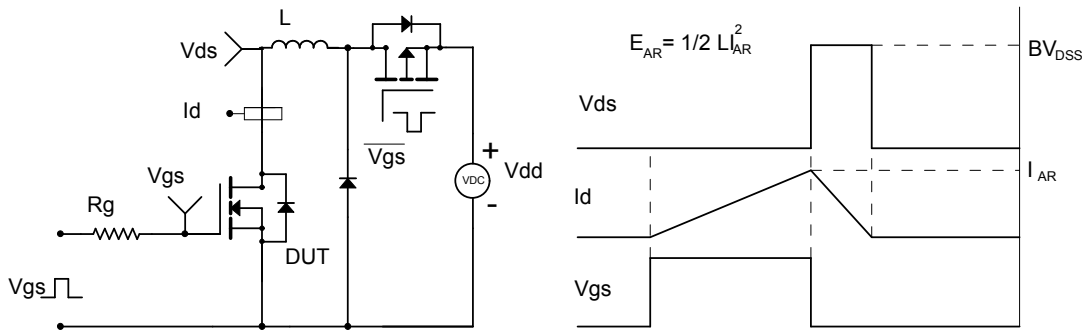 L
Vds
Id
Vgs
Vgs
+
Vdd
VDC
-
Rg
DUT
Vgs
E_AR = 1/2 LI_AR^2
BV_DSS
Vds
I_AR
Id
Vgs